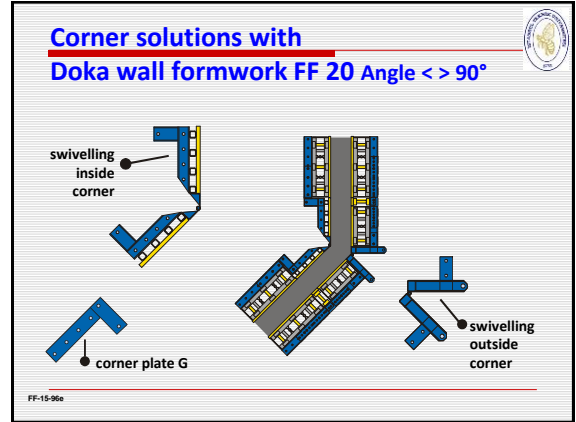 Corner solutions with
Doka wall formwork FF 20 Angle < > 90°
swivelling
inside
corner
corner plate G
swivelling
outside
corner
FF-15-96e